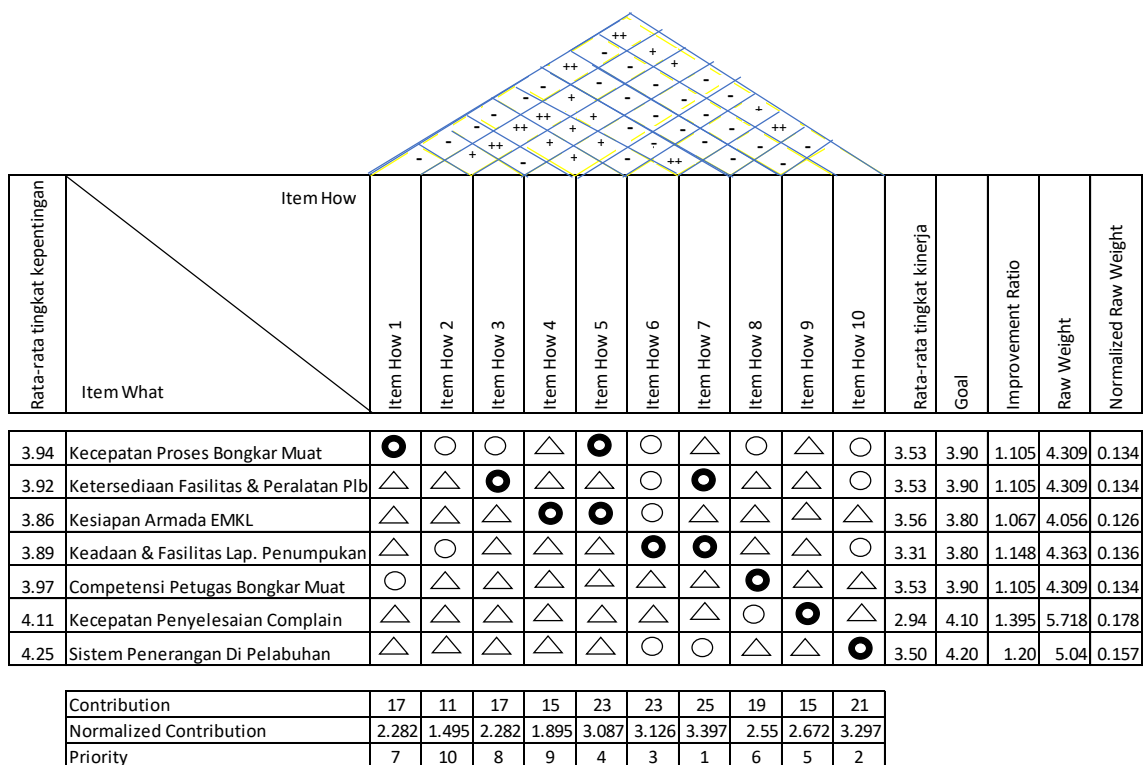 ++
- +
++ - +
- - - -
- + - - - +
- ++ + - -
- ++ + - - - ++
- ++ + + - - - -
- + - + - ++ - - -
Rata-rata tingkat kepentingan
Item How
Item What
Item How 1
Item How 2
Item How 3
Item How 4
Item How 5
Item How 6
Item How 7
Item How 8
Item How 9
Item How 10
Rata-rata tingkat kinerja
Goal
Improvement Ratio
Raw Weight
Normalized Raw Weight
3.94 Kecepatan Proses Bongkar Muat 3.53 3.90 1.105 4.309 0.134
3.92 Ketersediaan Fasilitas & Peralatan Plb 3.53 3.90 1.105 4.309 0.134
3.86 Kesiapan Armada EMKL 3.56 3.80 1.067 4.056 0.126
3.89 Keadaan & Fasilitas Lap. Penumpukan 3.31 3.80 1.148 4.363 0.136
3.97 Competensi Petugas Bongkar Muat 3.53 3.90 1.105 4.309 0.134
4.11 Kecepatan Penyelesaian Complain 2.94 4.10 1.395 5.718 0.178
4.25 Sistem Penerangan Di Pelabuhan 3.50 4.20 1.20 5.04 0.157
Contribution 17 11 17 15 23 23 25 19 15 21
Normalized Contribution 2.282 1.495 2.282 1.895 3.087 3.126 3.397 2.55 2.672 3.297
Priority 7 10 8 9 4 3 1 6 5 2